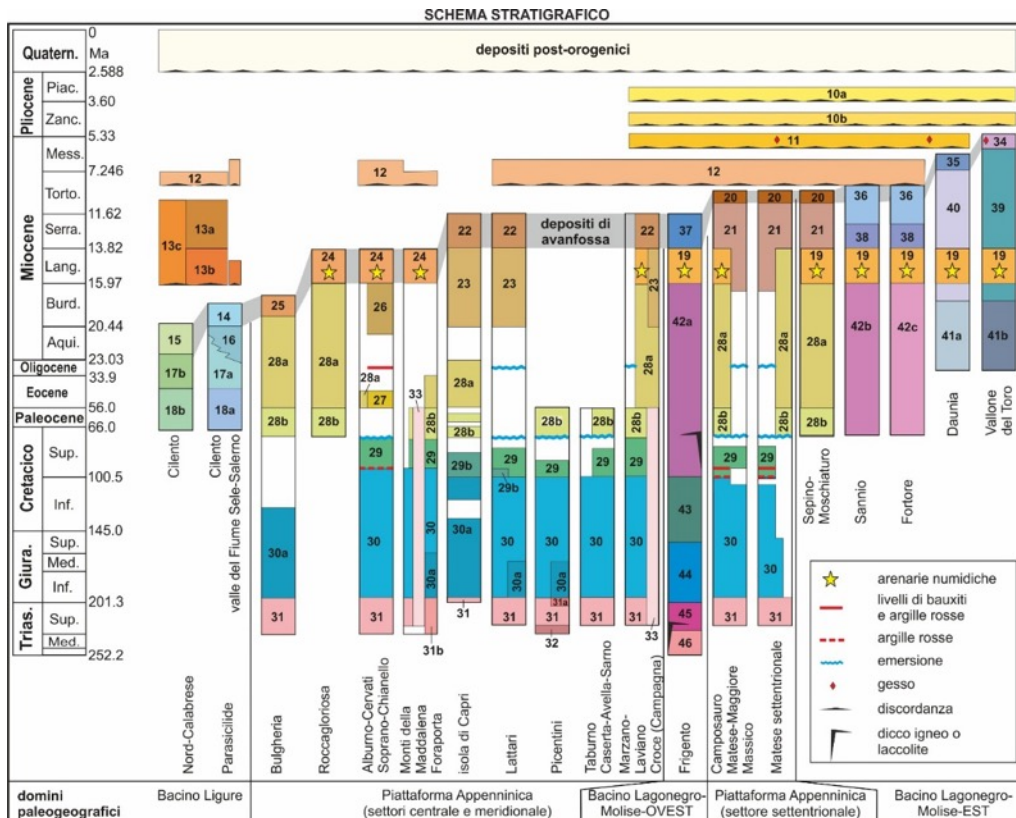 SCHEMA STRATIGRAFICO
0
Quatern. Ma
depositi post-orogenici
2.588
Pliocene
Piac.
10a
3.60
Zanc.
10b
5.33
Miocene
Mess.
11 34
7.246
12 12 12 35
Torto.
20 20 20 36 36 40 39
11.62
Serra.
13c 13a 22 22 depositi di avanfossa 22 37 21 21 21 38 38
13.82
Lang.
13b 24 24 24 19 19 19 19 19 19 19
15.97
Burd.
14 25 26 23 23 23 42a 42b 42c 41a 41b
20.44
Aqui.
15 16 28a 28a 28a 28a 28b 28a
23.03
Oligocene
17b 17a
33.9
Eocene
28a 27 33 28a
56.0
Paleocene
18b 18a 28b 28b 28b 28b 28b 28b 28b 28b
66.0
Cretacico
Sup.
29 29 29b 29 29b 29 29 29 29 29
100.5
Inf.
30a 30 30 30 30 30 30 43 30 30
145.0
Giura.
Sup.
Med.
Inf.
30a 30a 30a 44
201.3
Trias.
Sup.
31 31 31b 31 31 31a 31 31 31 33 45 31 31
Med.
32 46
252.2
Cilento
Cilento
valle del Fiume Sele-Salerno
Sepino-
Moschiaturo
Sannio
Fortore
Daunia
Vallone
del Toro
Nord-Calabrese
Parasicilide
Bulgheria
Roccagloriosa
Alburno-Cervati
Soprano-Chianello
Monti della
Maddalena
Foraporta
isola di Capri
Lattari
Picentini
Taburno
Caserta-Avella-Sarno
Marzano-
Laviano
Croce (Campagna)
Frigento
Camposauro
Matese-Maggiore
Massico
Matese settentrionale
arenarie numidiche
livelli di bauxiti
e argille rosse
argille rosse
emersione
gesso
discordanza
dicco igneo o
laccolite
domini
paleogeografici
Bacino Ligure
Piattaforma Appenninica
(settori centrale e meridionale)
Bacino Lagonegro-
Molise-OVEST
Piattaforma Appenninica
(settore settentrionale)
Bacino Lagonegro-
Molise-EST